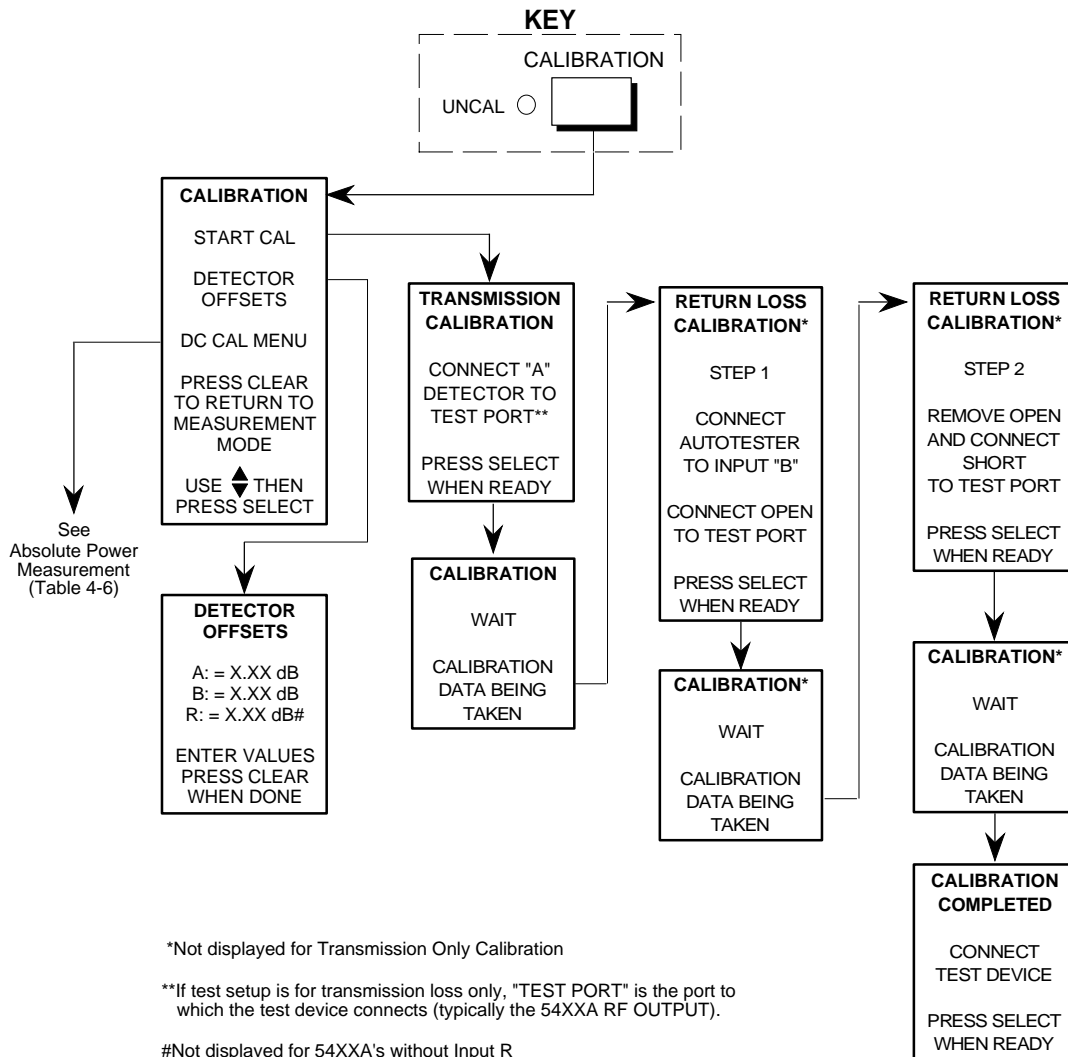 KEY
CALIBRATION
UNCAL
CALIBRATION
START CAL
DETECTOR
OFFSETS
DC CAL MENU
PRESS CLEAR
TO RETURN TO
MEASUREMENT
MODE
USE THEN
PRESS SELECT
See
Absolute Power
Measurement
(Table 4-6)
DETECTOR
OFFSETS
A: = X.XX dB
B: = X.XX dB
R: = X.XX dB#
ENTER VALUES
PRESS CLEAR
WHEN DONE
TRANSMISSION
CALIBRATION
CONNECT "A"
DETECTOR TO
TEST PORT**
PRESS SELECT
WHEN READY
CALIBRATION
WAIT
CALIBRATION
DATA BEING
TAKEN
RETURN LOSS
CALIBRATION*
STEP 1
CONNECT
AUTOTESTER
TO INPUT "B"
CONNECT OPEN
TO TEST PORT
PRESS SELECT
WHEN READY
CALIBRATION*
WAIT
CALIBRATION
DATA BEING
TAKEN
RETURN LOSS
CALIBRATION*
STEP 2
REMOVE OPEN
AND CONNECT
SHORT
TO TEST PORT
PRESS SELECT
WHEN READY
CALIBRATION*
WAIT
CALIBRATION
DATA BEING
TAKEN
CALIBRATION
COMPLETED
CONNECT
TEST DEVICE
PRESS SELECT
WHEN READY
*Not displayed for Transmission Only Calibration
**If test setup is for transmission loss only, "TEST PORT" is the port to
which the test device connects (typically the 54XXA RF OUTPUT).
#Not displayed for 54XXA's without Input R